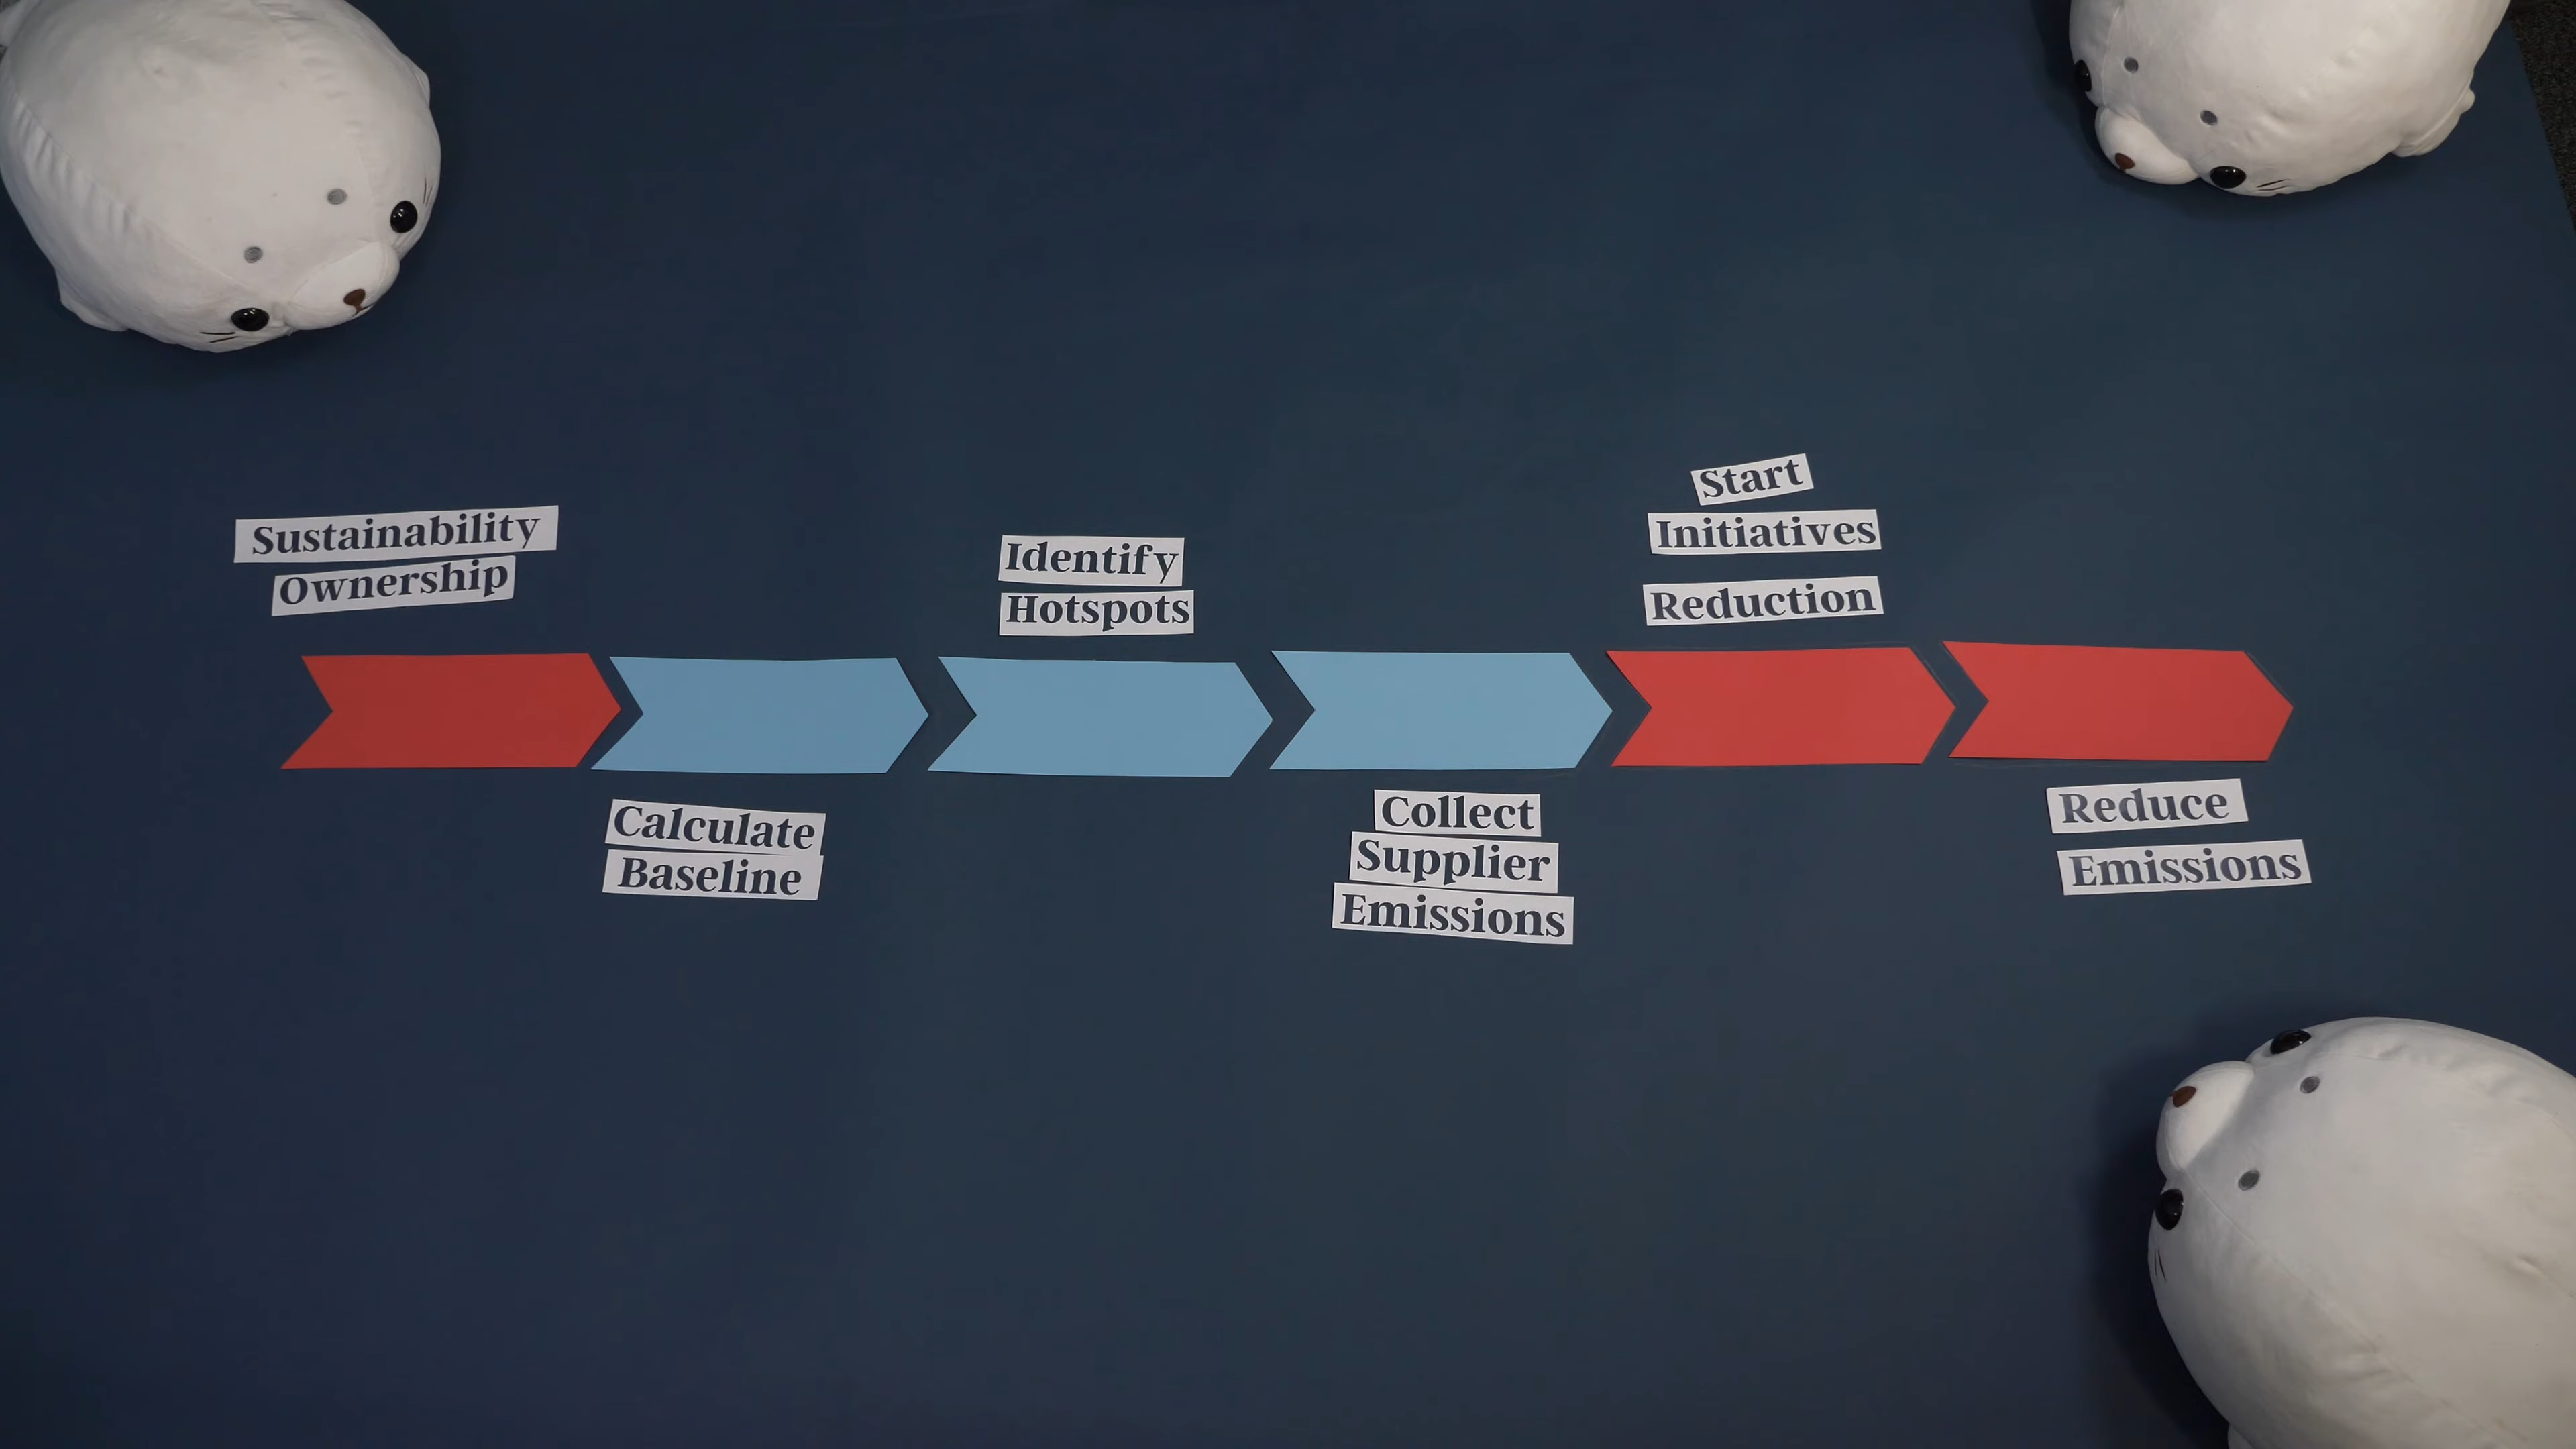 Sustainability
Ownership
Calculate
Baseline
Identify
Hotspots
Collect
Supplier
Emissions
Start
Initiatives
Reduction
Reduce
Emissions